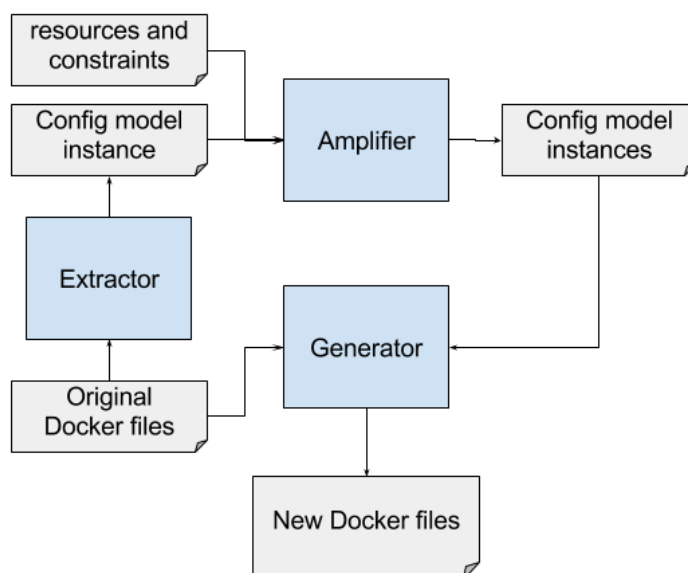 resources and
constraints
Config model
instance
Amplifier
Config model
instances
Extractor
Generator
Original
Docker files
New Docker files